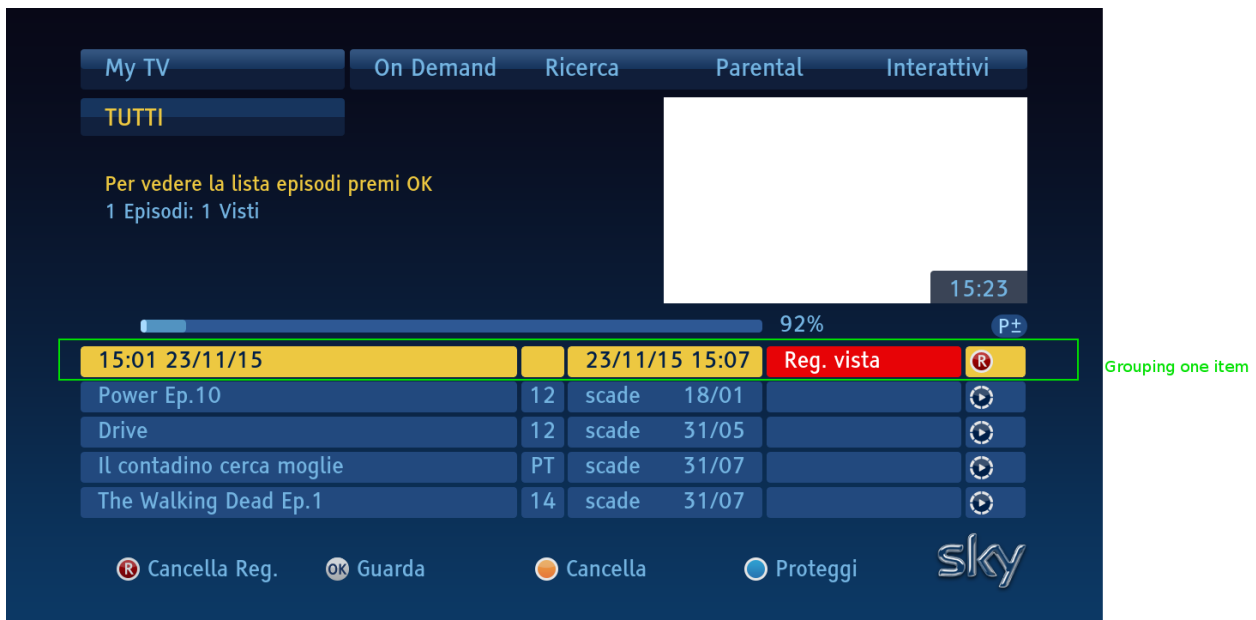 My TV On Demand Ricerca Parental Interattivi
TUTTI
Per vedere la lista episodi premi OK
1 Episodi: 1 Visti
15:23
92% P±
15:01 23/11/15 23/11/15 15:07 Reg. vista R
Grouping one item
Power Ep.10 12 scade 18/01
Drive 12 scade 31/05
Il contadino cerca moglie PT scade 31/07
The Walking Dead Ep.1 14 scade 31/07
R Cancella Reg. OK Guarda Cancella Proteggi sky